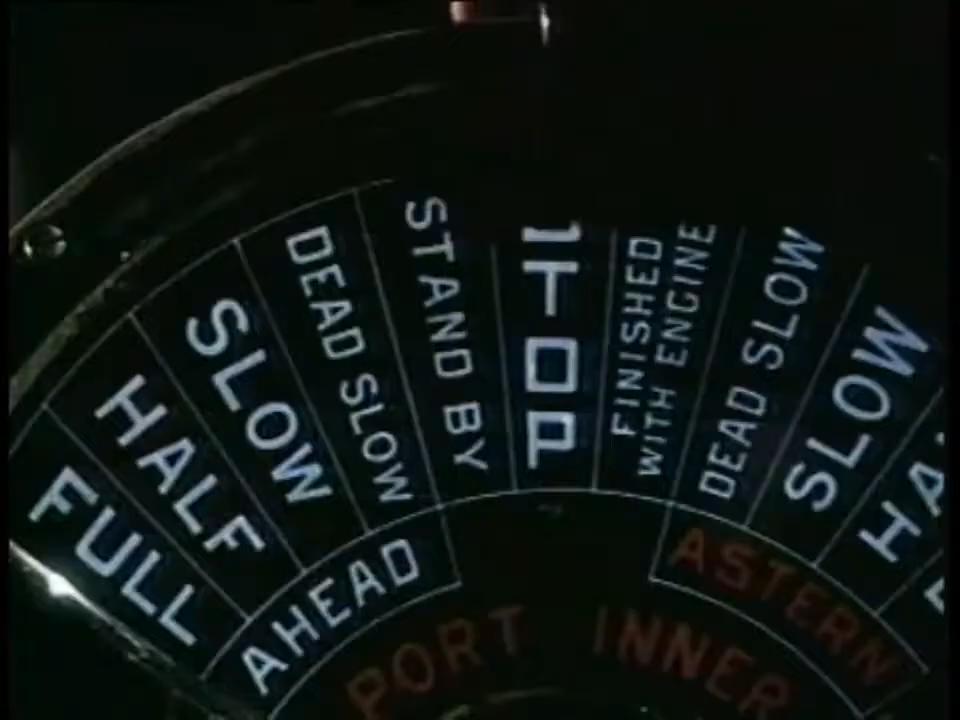 FULL
HALF
SLOW
DEAD SLOW
STAND BY
STOP
FINISHED
WITH ENGINE
DEAD SLOW
SLOW
AHEAD
ASTERN
PORT INNER